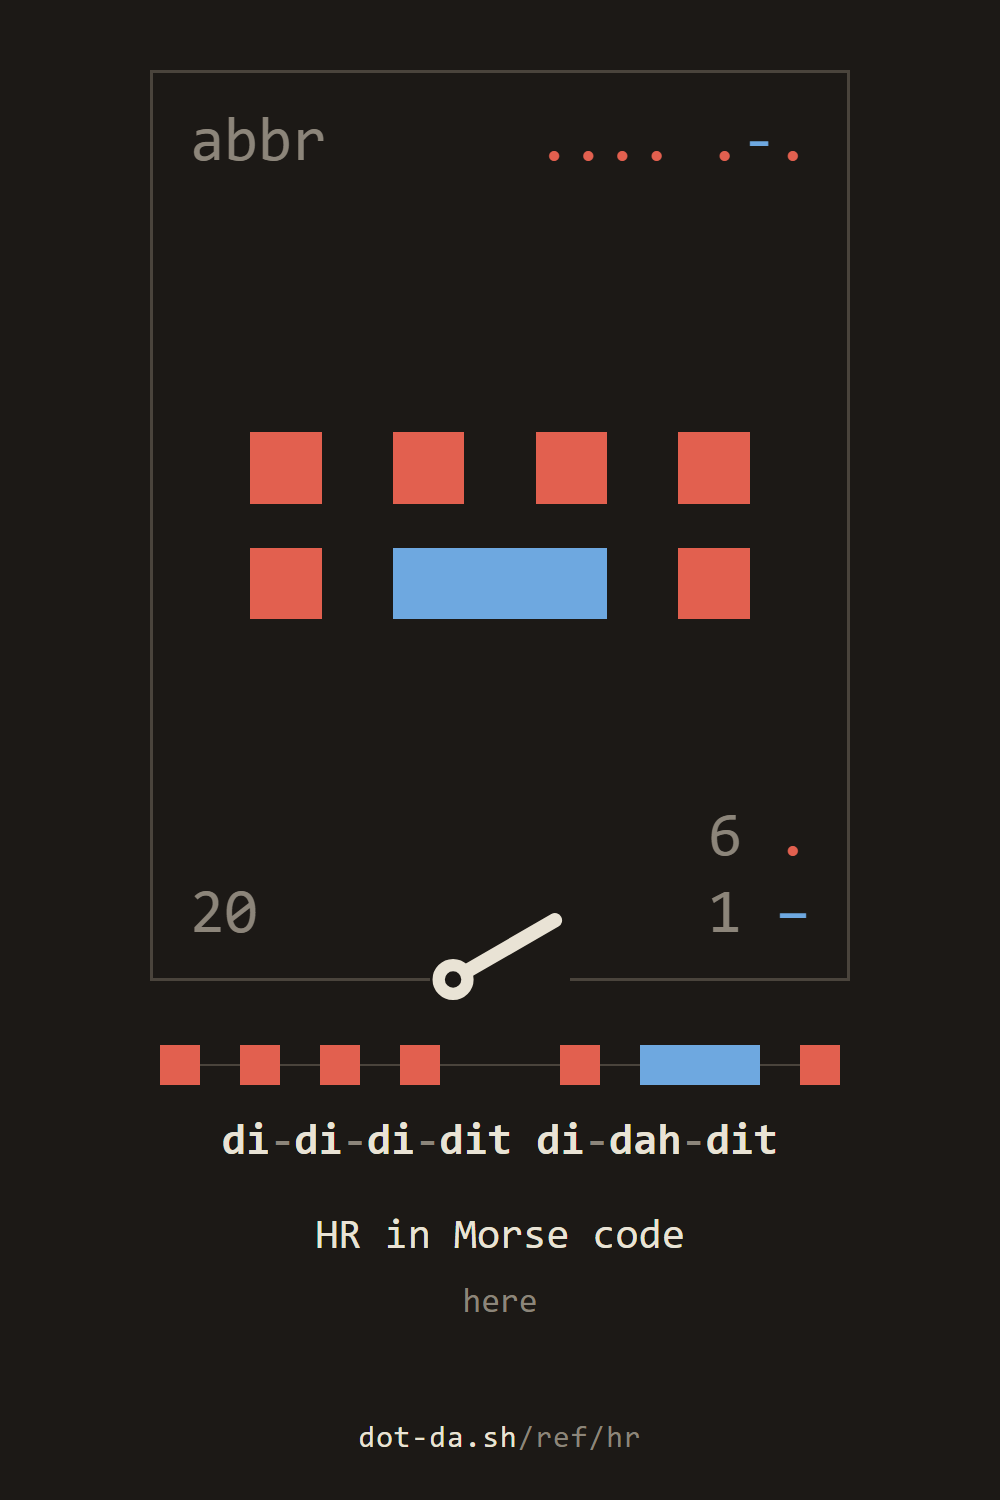 abbr .... .-.
6 .
20 1 -
di-di-di-dit di-dah-dit
HR in Morse code
here
dot-da.sh/ref/hr